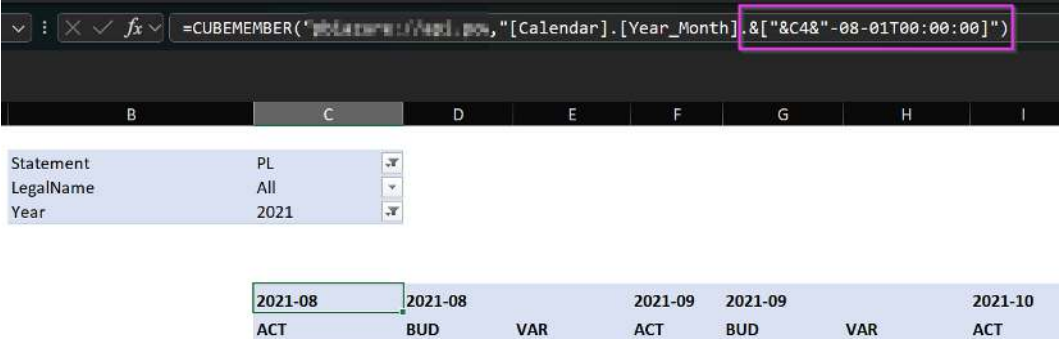 fx =CUBEMEMBER(" ,"[Calendar].[Year_Month].&["&C4&"-08-01T00:00:00]")
B C D E F G H I
Statement PL
LegalName All
Year 2021
2021-08 2021-08 2021-09 2021-09 2021-10
ACT BUD VAR ACT BUD VAR ACT